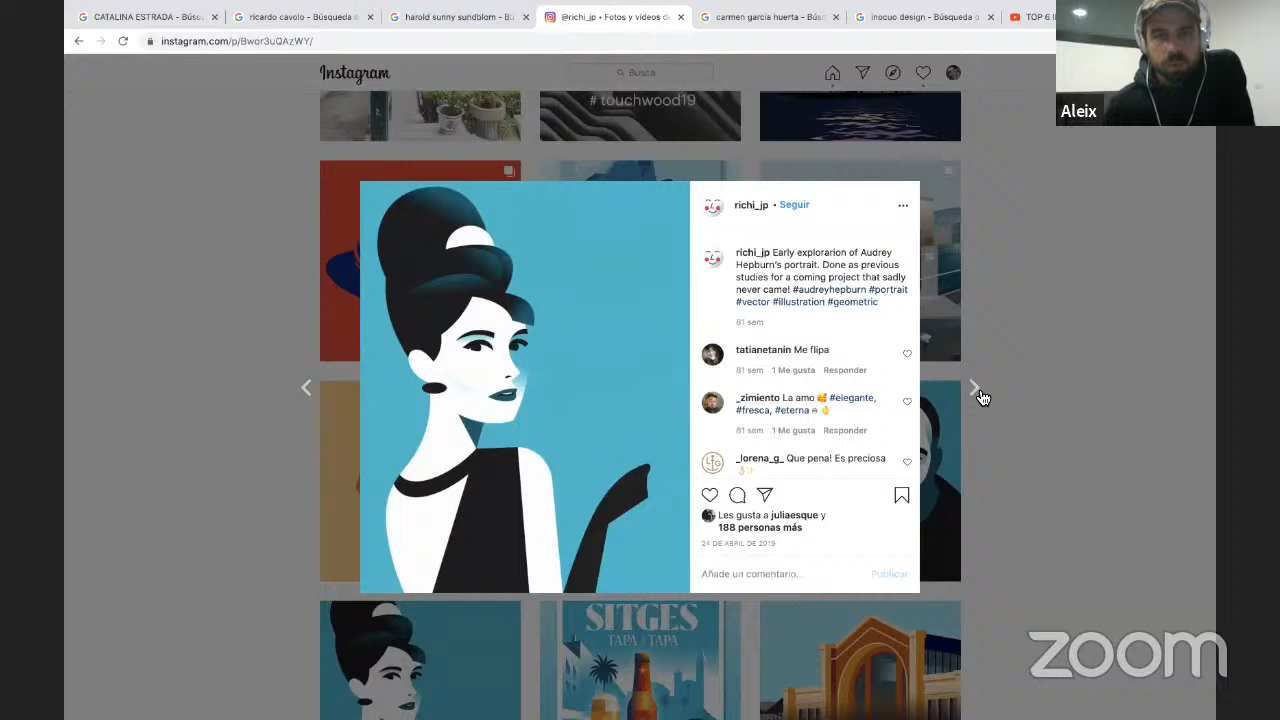 CATALINA ESTRADA - Búsqu
ricardo cavolo - Búsqueda d
harold sunny sundblom - Bú
@richi_jp • Fotos y vídeos de
carmen garcia huerta - Búsq
inocuo design - Búsqueda
TOP 6 I
instagram.com/p/Bwor3uQAzWY/
Aleix
Instagram
Busca
# touchwood19
richi_jp • Seguir
richi_jp Early explorarion of Audrey
Hepburn's portrait. Done as previous
studies for a coming project that sadly
never came! #audreyhepburn #portrait
#vector #illustration #geometric
81 sem
tatianetanin Me flipa
81 sem 1 Me gusta Responder
_zimiento La amo 🥰 #elegante,
#fresca, #eterna ♾ 👌
81 sem 1 Me gusta Responder
_lorena_g_ Que pena! Es preciosa
👌🏻✨
Les gusta a juliaesque y
188 personas más
24 DE ABRIL DE 2019
Añade un comentario...
Publicar
SITGES
TAPA A TAPA
zoom